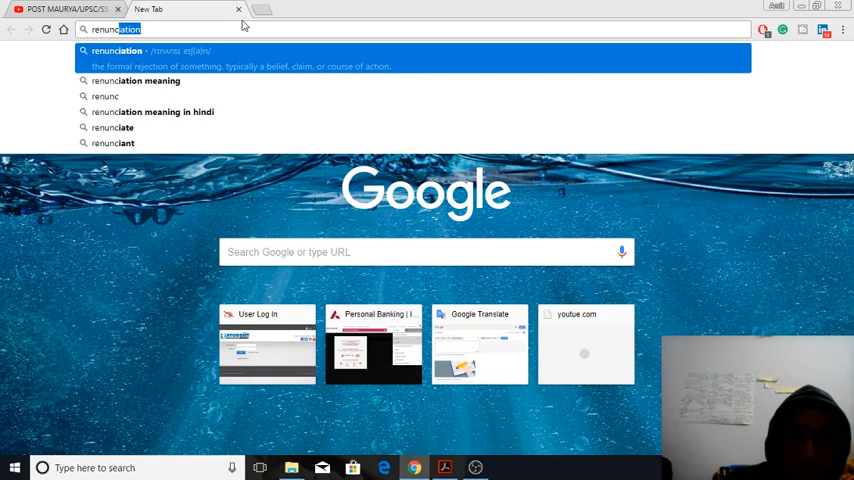 POST MAURYA/UPSC/SS
New Tab
Amit
renunciation
renunciation - /rɪnʌnsɪˈeɪʃ(ə)n/
the formal rejection of something, typically a belief, claim, or course of action.
renunciation meaning
renunc
renunciation meaning in hindi
renunciate
renunciant
Google
Search Google or type URL
User Log In
Personal Banking | I...
Google Translate
youtue.com
Type here to search